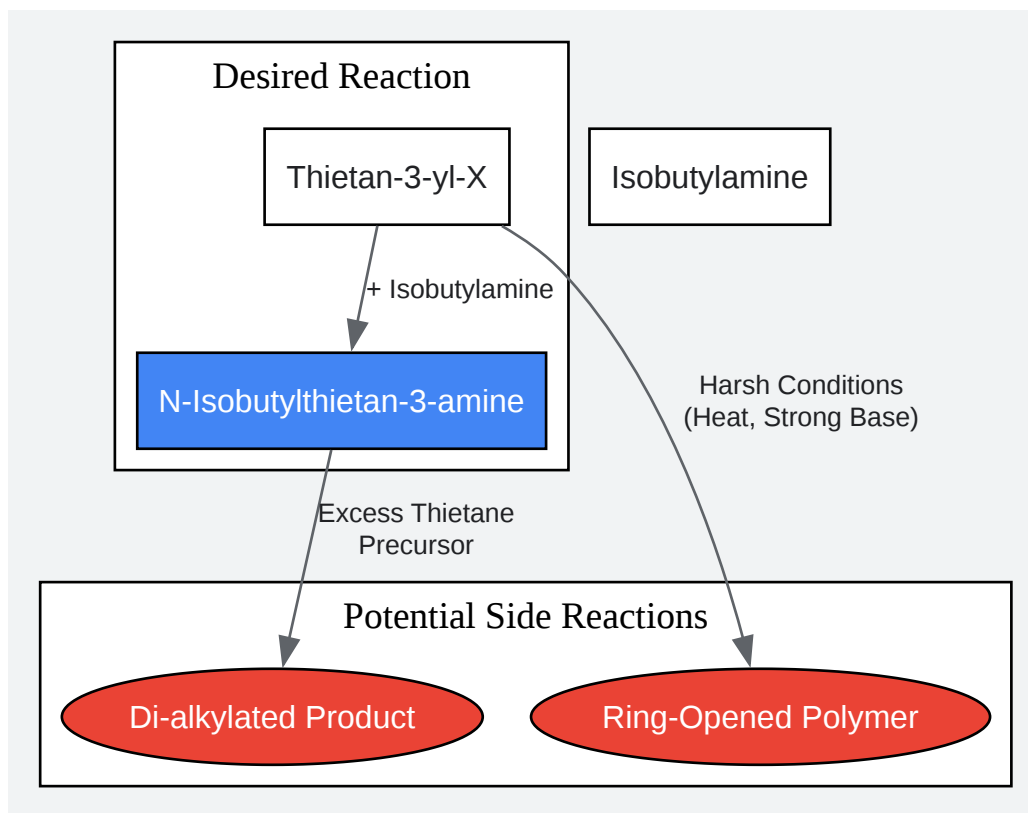 Desired Reaction
Thietan-3-yl-X
Isobutylamine
+ Isobutylamine
N-Isobutylthietan-3-amine
Harsh Conditions
(Heat, Strong Base)
Excess Thietane
Precursor
Potential Side Reactions
Di-alkylated Product
Ring-Opened Polymer